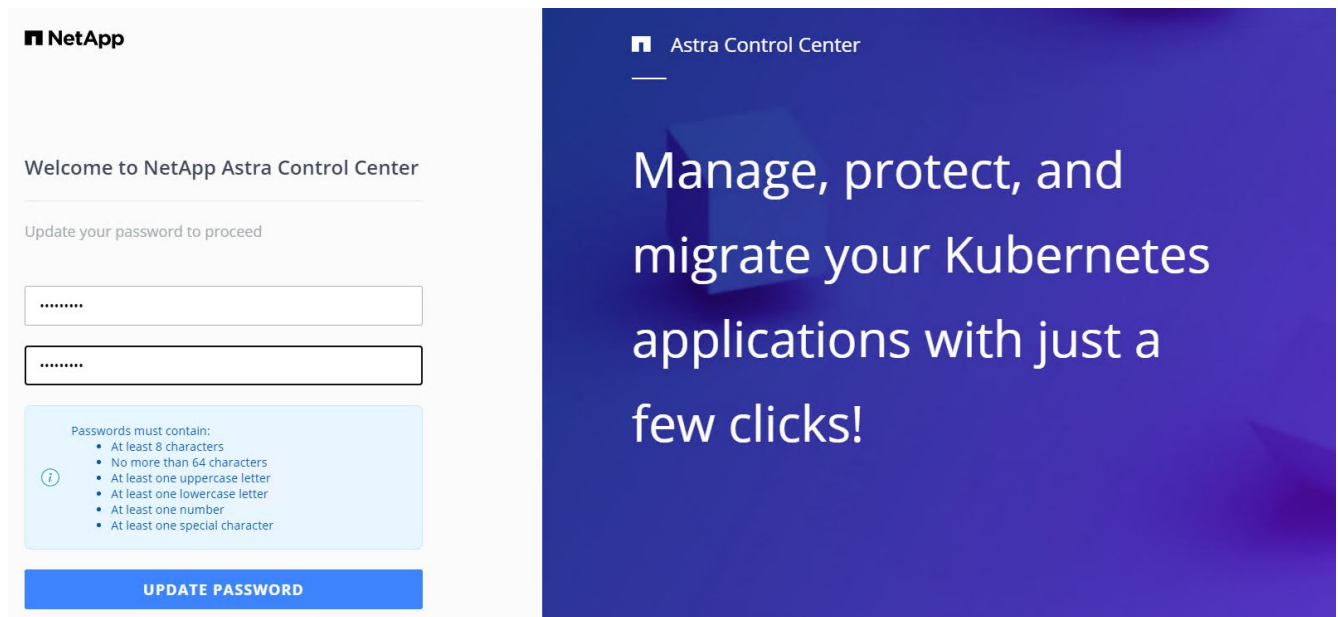 NetApp
Welcome to NetApp Astra Control Center
Update your password to proceed
•••••••••
•••••••••
Passwords must contain:
• At least 8 characters
• No more than 64 characters
• At least one uppercase letter
• At least one lowercase letter
• At least one number
• At least one special character
UPDATE PASSWORD
Astra Control Center
Manage, protect, and
migrate your Kubernetes
applications with just a
few clicks!